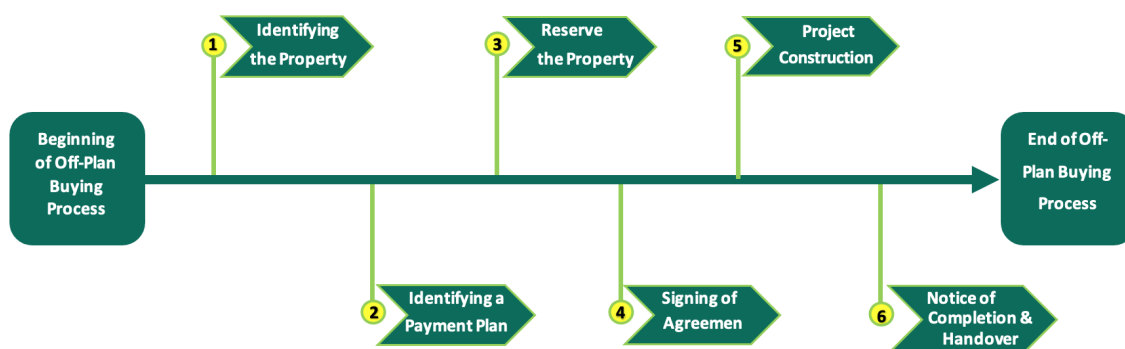 Beginning
of Off-Plan
Buying
Process
1
Identifying
the Property
2
Identifying a
Payment Plan
3
Reserve
the Property
4
Signing of
Agreemen
5
Project
Construction
6
Notice of
Completion &
Handover
End of Off-
Plan Buying
Process